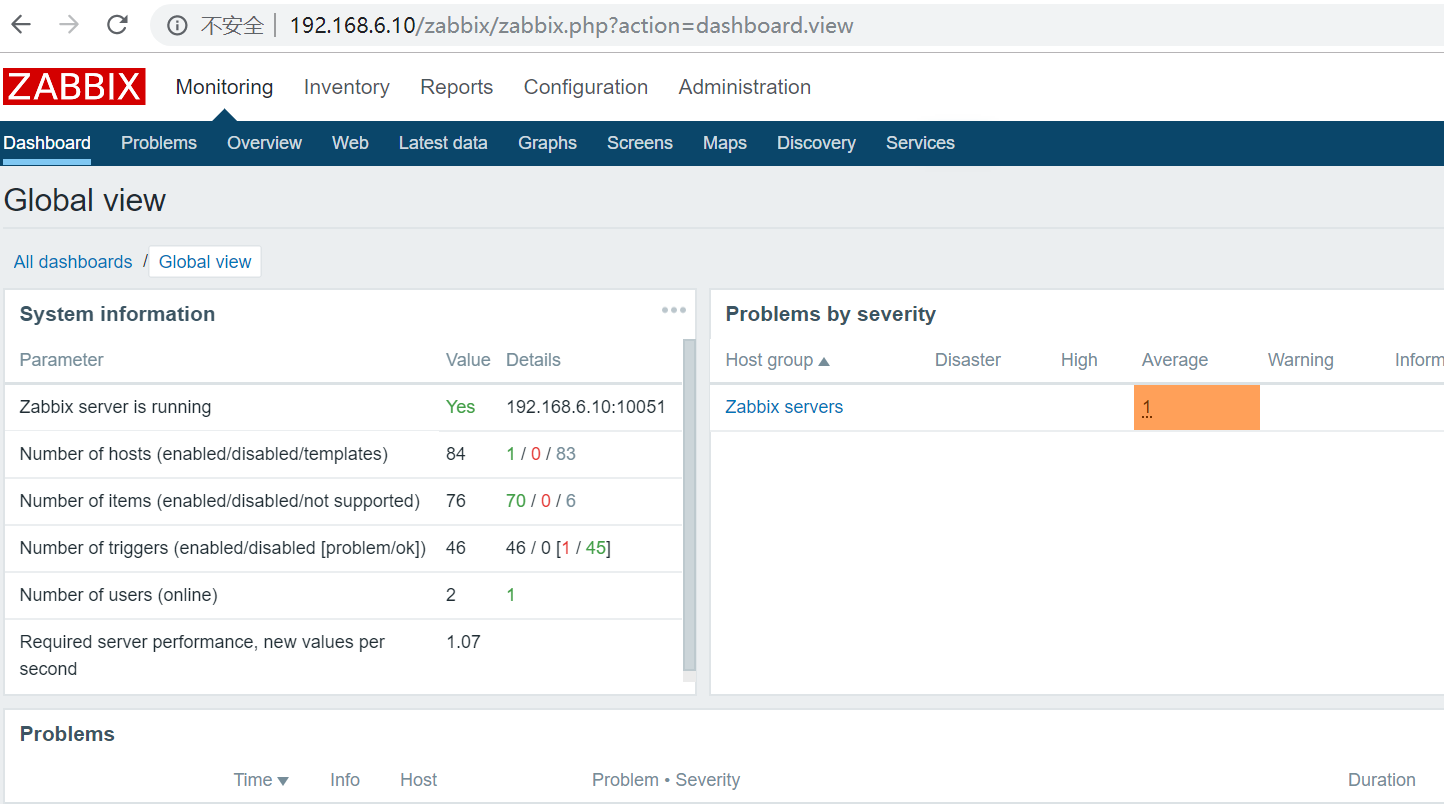 不安全 192.168.6.10/zabbix/zabbix.php?action=dashboard.view
ZABBIX Monitoring Inventory Reports Configuration Administration
Dashboard Problems Overview Web Latest data Graphs Screens Maps Discovery Services
Global view
All dashboards / Global view
System information
Parameter Value Details
Zabbix server is running Yes 192.168.6.10:10051
Number of hosts (enabled/disabled/templates) 84 1 / 0 / 83
Number of items (enabled/disabled/not supported) 76 70 / 0 / 6
Number of triggers (enabled/disabled [problem/ok]) 46 46 / 0 [1 / 45]
Number of users (online) 2 1
Required server performance, new values per 1.07
second
Problems by severity
Host group Disaster High Average Warning Inform
Zabbix servers 1
Problems
Time Info Host Problem • Severity Duration